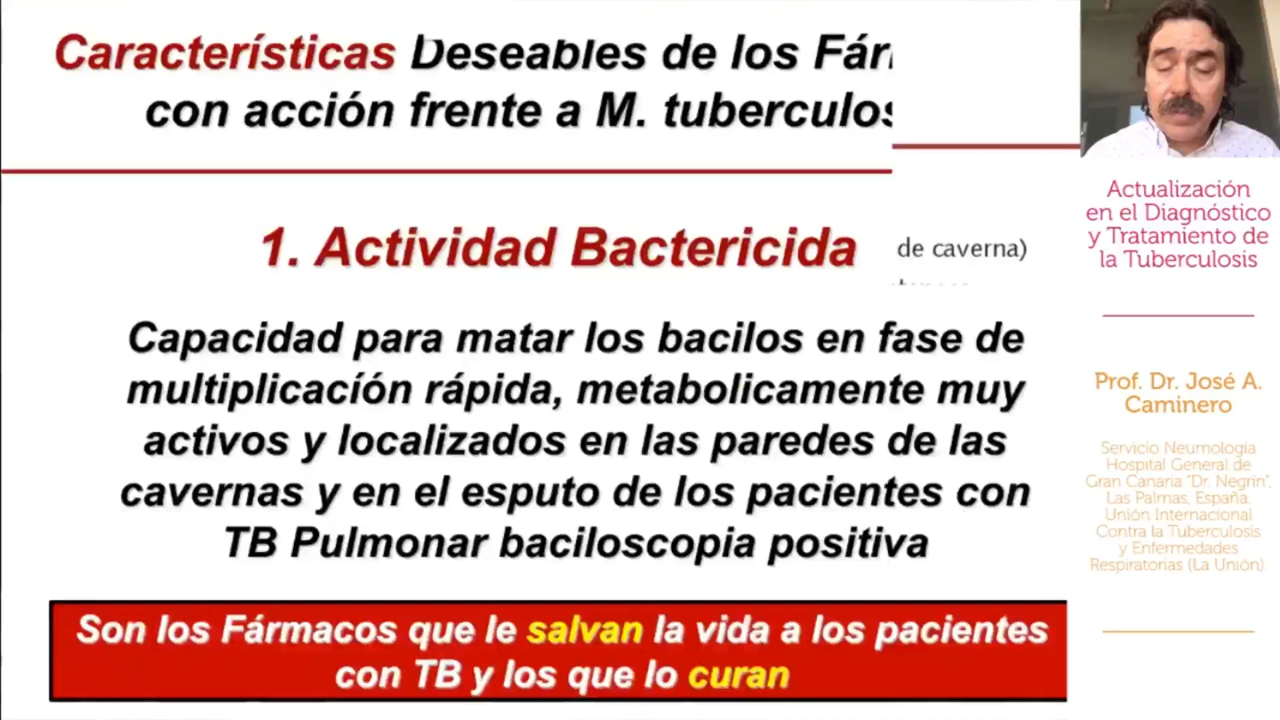 Características Deseables de los Fár
con acción frente a M. tuberculos
1. Actividad Bactericida
de caverna)
Capacidad para matar los bacilos en fase de
multiplicacíón rápida, metabolicamente muy
activos y localizados en las paredes de las
cavernas y en el esputo de los pacientes con
TB Pulmonar baciloscopia positiva
Son los Fármacos que le salvan la vida a los pacientes
con TB y los que lo curan
Actualización
en el Diagnóstico
y Tratamiento de
la Tuberculosis
Prof. Dr. José A.
Caminero
Servicio Neumologia
Hospital General de
Gran Canaria "Dr. Negrin".
Las Palmas, España.
Unión Internacional
Contra la Tuberculosis
y Enfermedades
Respiratorias (La Unión)